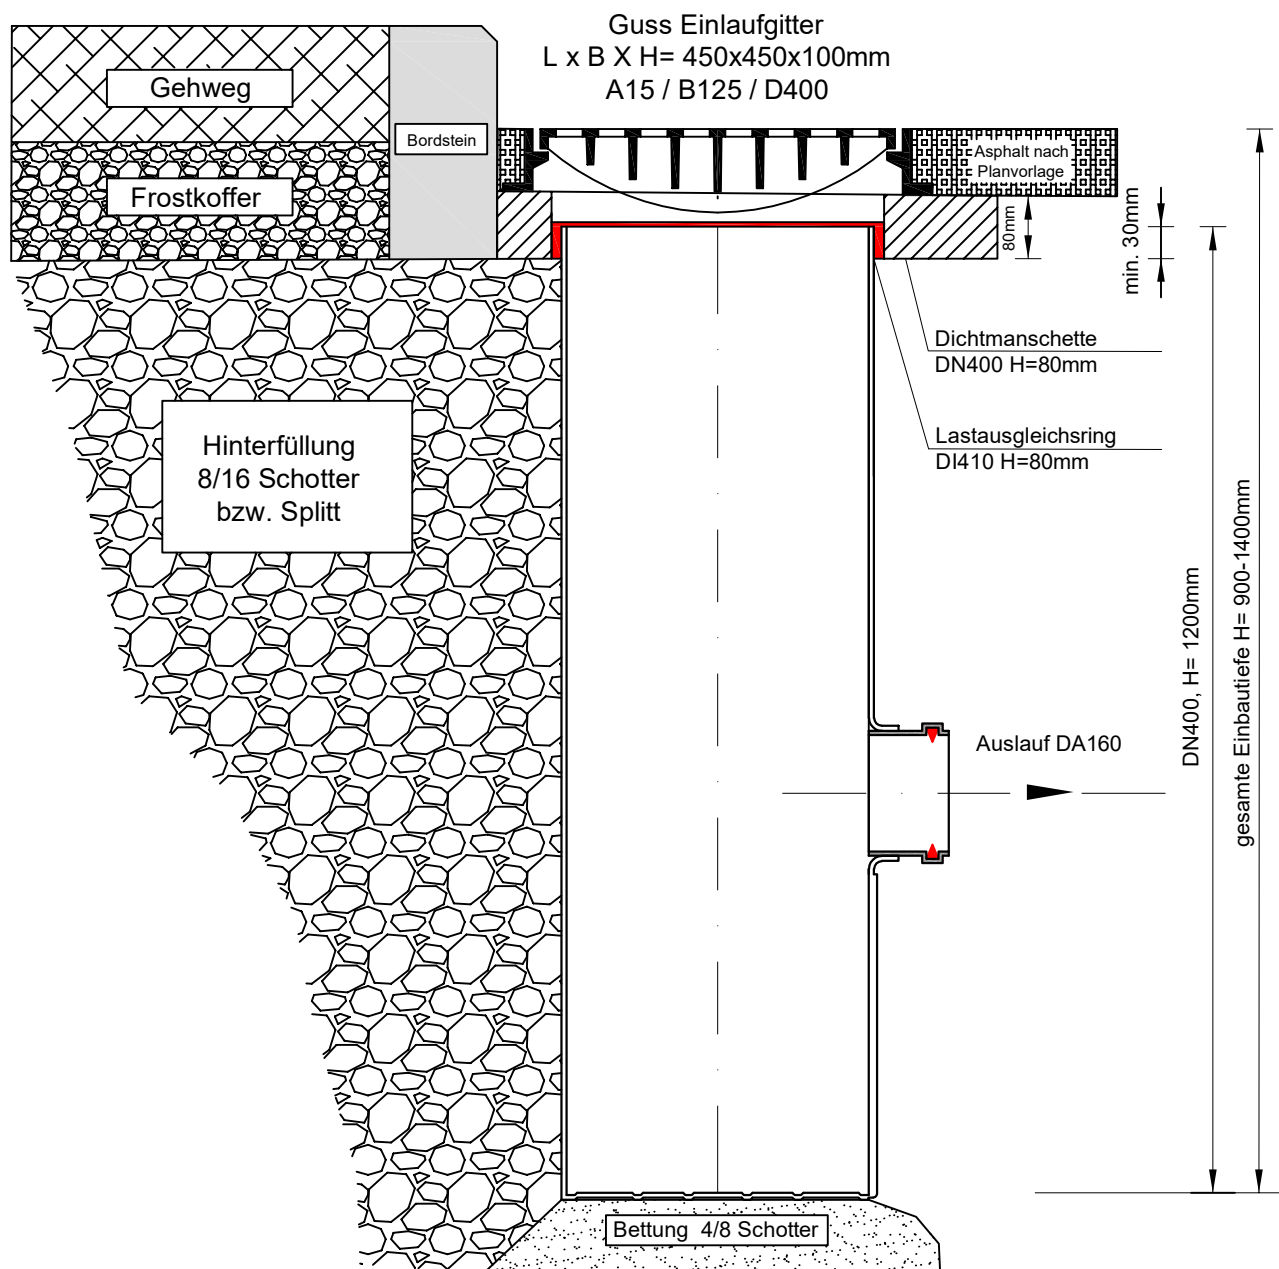 Guss Einlaufgitter
L x B X H= 450x450x100mm
A15 / B125 / D400
Gehweg
Bordstein
Frostkoffer
Asphalt nach
Planvorlage
80mm
min. 30mm
Dichtmanschette
DN400 H=80mm
Lastausgleichsring
DI410 H=80mm
Hinterfüllung
8/16 Schotter
bzw. Splitt
DN400, H= 1200mm
gesamte Einbautiefe H= 900-1400mm
Auslauf DA160
Bettung 4/8 Schotter